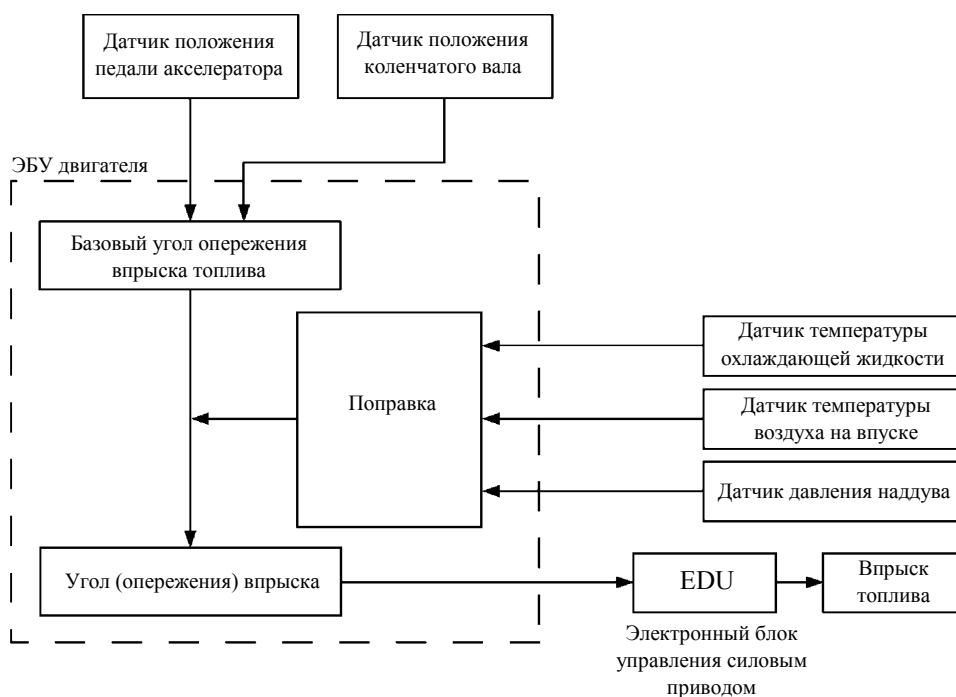 Датчик положения
педали акселератора
Датчик положения
коленчатого вала
ЭБУ двигателя
Базовый угол опережения
впрыска топлива
Поправка
Датчик температуры
охлаждающей жидкости
Датчик температуры
воздуха на впуске
Датчик давления наддува
Угол (опережения) впрыска
EDU
Впрыск
топлива
Электронный блок
управления силовым
приводом